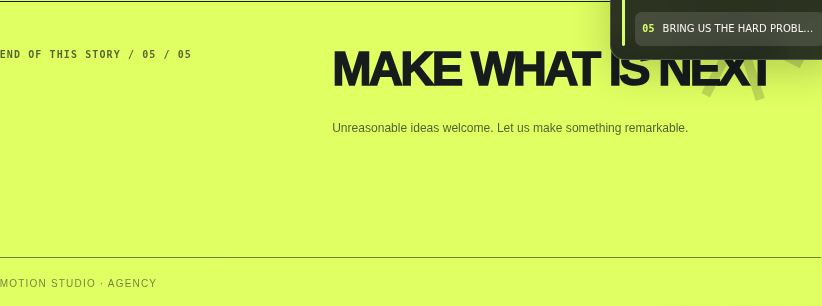 05 BRING US THE HARD PROBL...
END OF THIS STORY / 05 / 05
MAKE WHAT IS NEXT
Unreasonable ideas welcome. Let us make something remarkable.
MOTION STUDIO · AGENCY